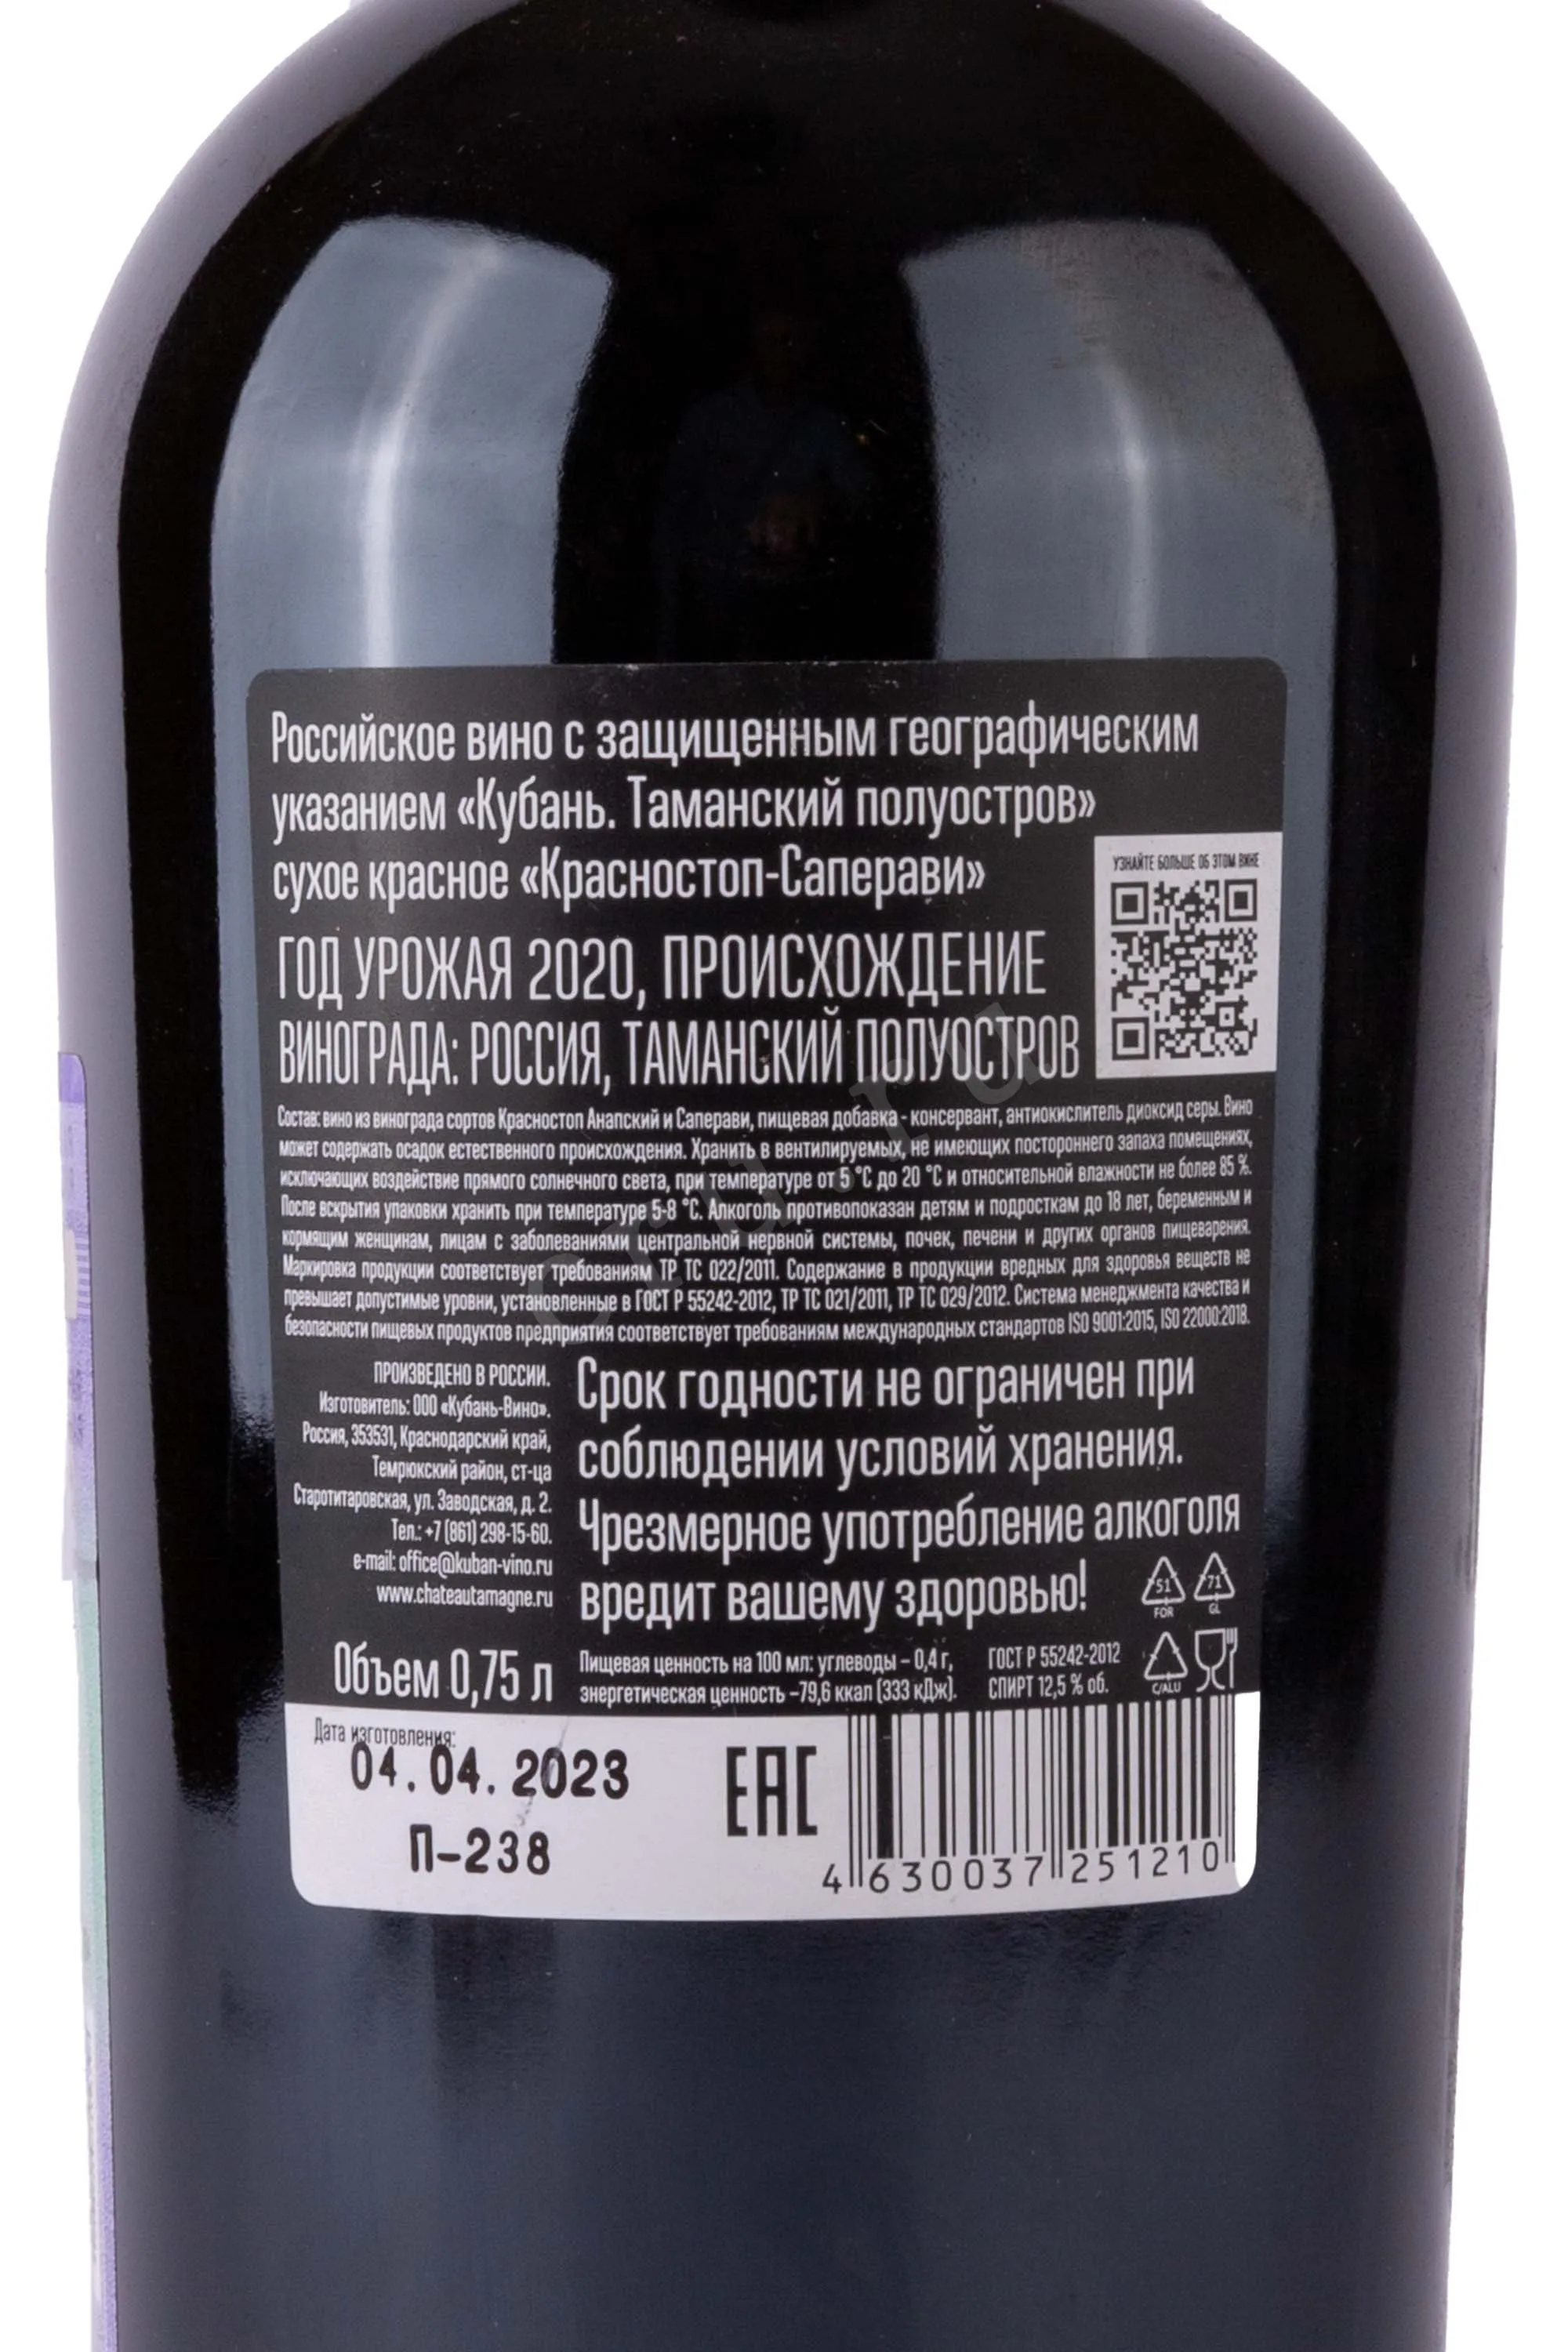 Российское вино с защищенным географическим
указанием «Кубань. Таманский полуостров»
сухое красное «Красностоп-Саперави»
УЗНАЙТЕ БОЛЬШЕ ОБ ЭТОМ ВИНЕ
ГОД УРОЖАЯ 2020, ПРОИСХОЖДЕНИЕ
ВИНОГРАДА: РОССИЯ, ТАМАНСКИЙ ПОЛУОСТРОВ
Состав: вино из винограда сортов Красностоп Анапский и Саперави, пищевая добавка - консервант, антиокислитель диоксид серы. Вино
может содержать осадок естественного происхождения. Хранить в вентилируемых, не имеющих постороннего запаха помещениях,
исключающих воздействие прямого солнечного света, при температуре от 5 °С до 20 °С и относительной влажности не более 85 %.
После вскрытия упаковки хранить при температуре 5-8 °С. Алкоголь противопоказан детям и подросткам до 18 лет, беременным и
кормящим женщинам, лицам с заболеваниями центральной нервной системы, почек, печени и других органов пищеварения.
Маркировка продукции соответствует требованиям ТР ТС 022/2011. Содержание в продукции вредных для здоровья веществ не
превышает допустимые уровни, установленные в ГОСТ Р 55242-2012, ТР ТС 021/2011, ТР ТС 029/2012. Система менеджмента качества и
безопасности пищевых продуктов предприятия соответствует требованиям международных стандартов ISO 9001:2015, ISO 22000:2018.
ПРОИЗВЕДЕНО В РОССИИ.
Изготовитель: ООО «Кубань-Вино».
Россия, 353531, Краснодарский край,
Темрюкский район, ст-ца
Старотитаровская, ул. Заводская, д. 2.
Тел.: +7 (861) 298-15-60.
e-mail: office@kuban-vino.ru
www.chateautamagne.ru
Объем 0,75 л
Срок годности не ограничен при
соблюдении условий хранения.
Чрезмерное употребление алкоголя
вредит вашему здоровью!
51 71
FOR GL
C/ALU
Пищевая ценность на 100 мл: углеводы – 0,4 г,
энергетическая ценность –79,6 ккал (333 кДж).
ГОСТ Р 55242-2012
СПИРТ 12,5 % об.
Дата изготовления:
04.04.2023
П-238
EAC
4 630037 251210
cru.ru